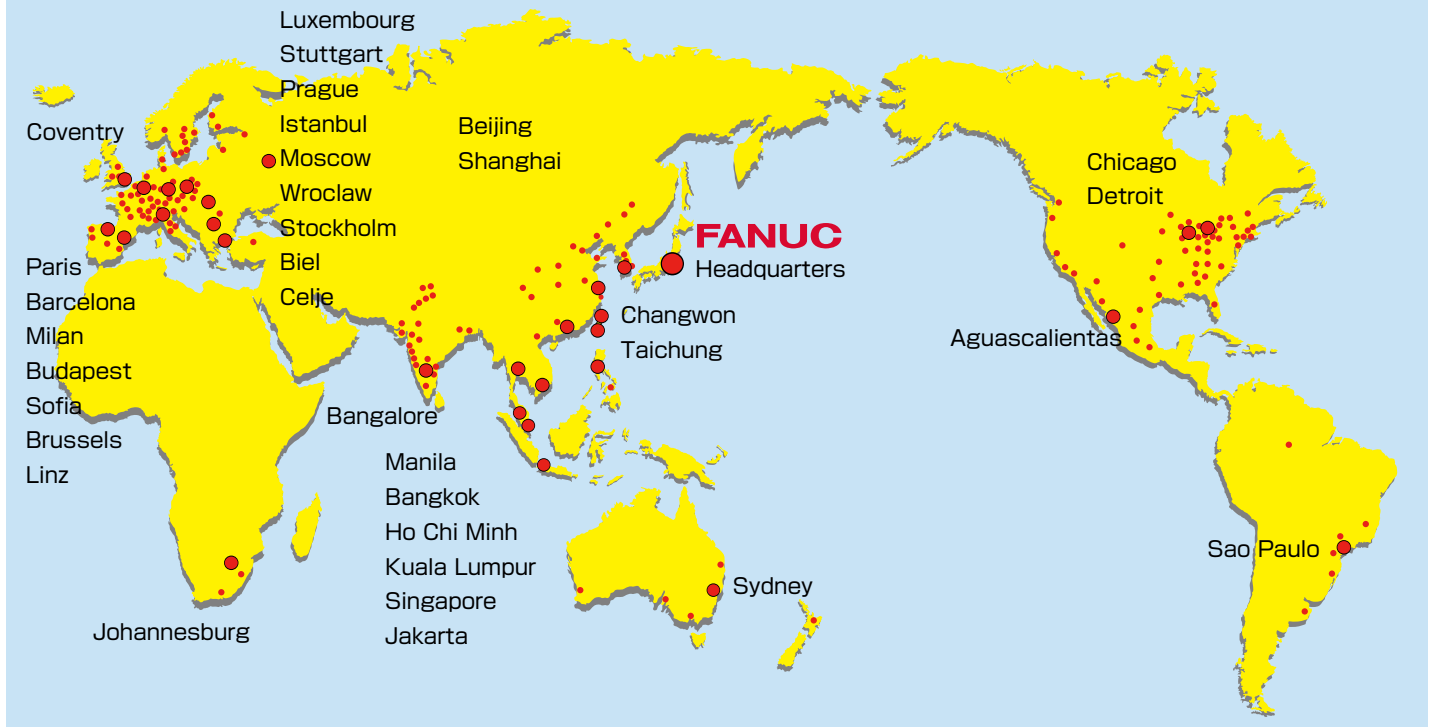 Luxembourg
Stuttgart
Prague
Istanbul
Moscow
Wroclaw
Stockholm
Biel
Celje
Coventry
Paris
Barcelona
Milan
Budapest
Sofia
Brussels
Linz
Beijing
Shanghai
FANUC
Headquarters
Changwon
Taichung
Bangalore
Manila
Bangkok
Ho Chi Minh
Kuala Lumpur
Singapore
Jakarta
Johannesburg
Sydney
Chicago
Detroit
Aguascalientas
Sao Paulo